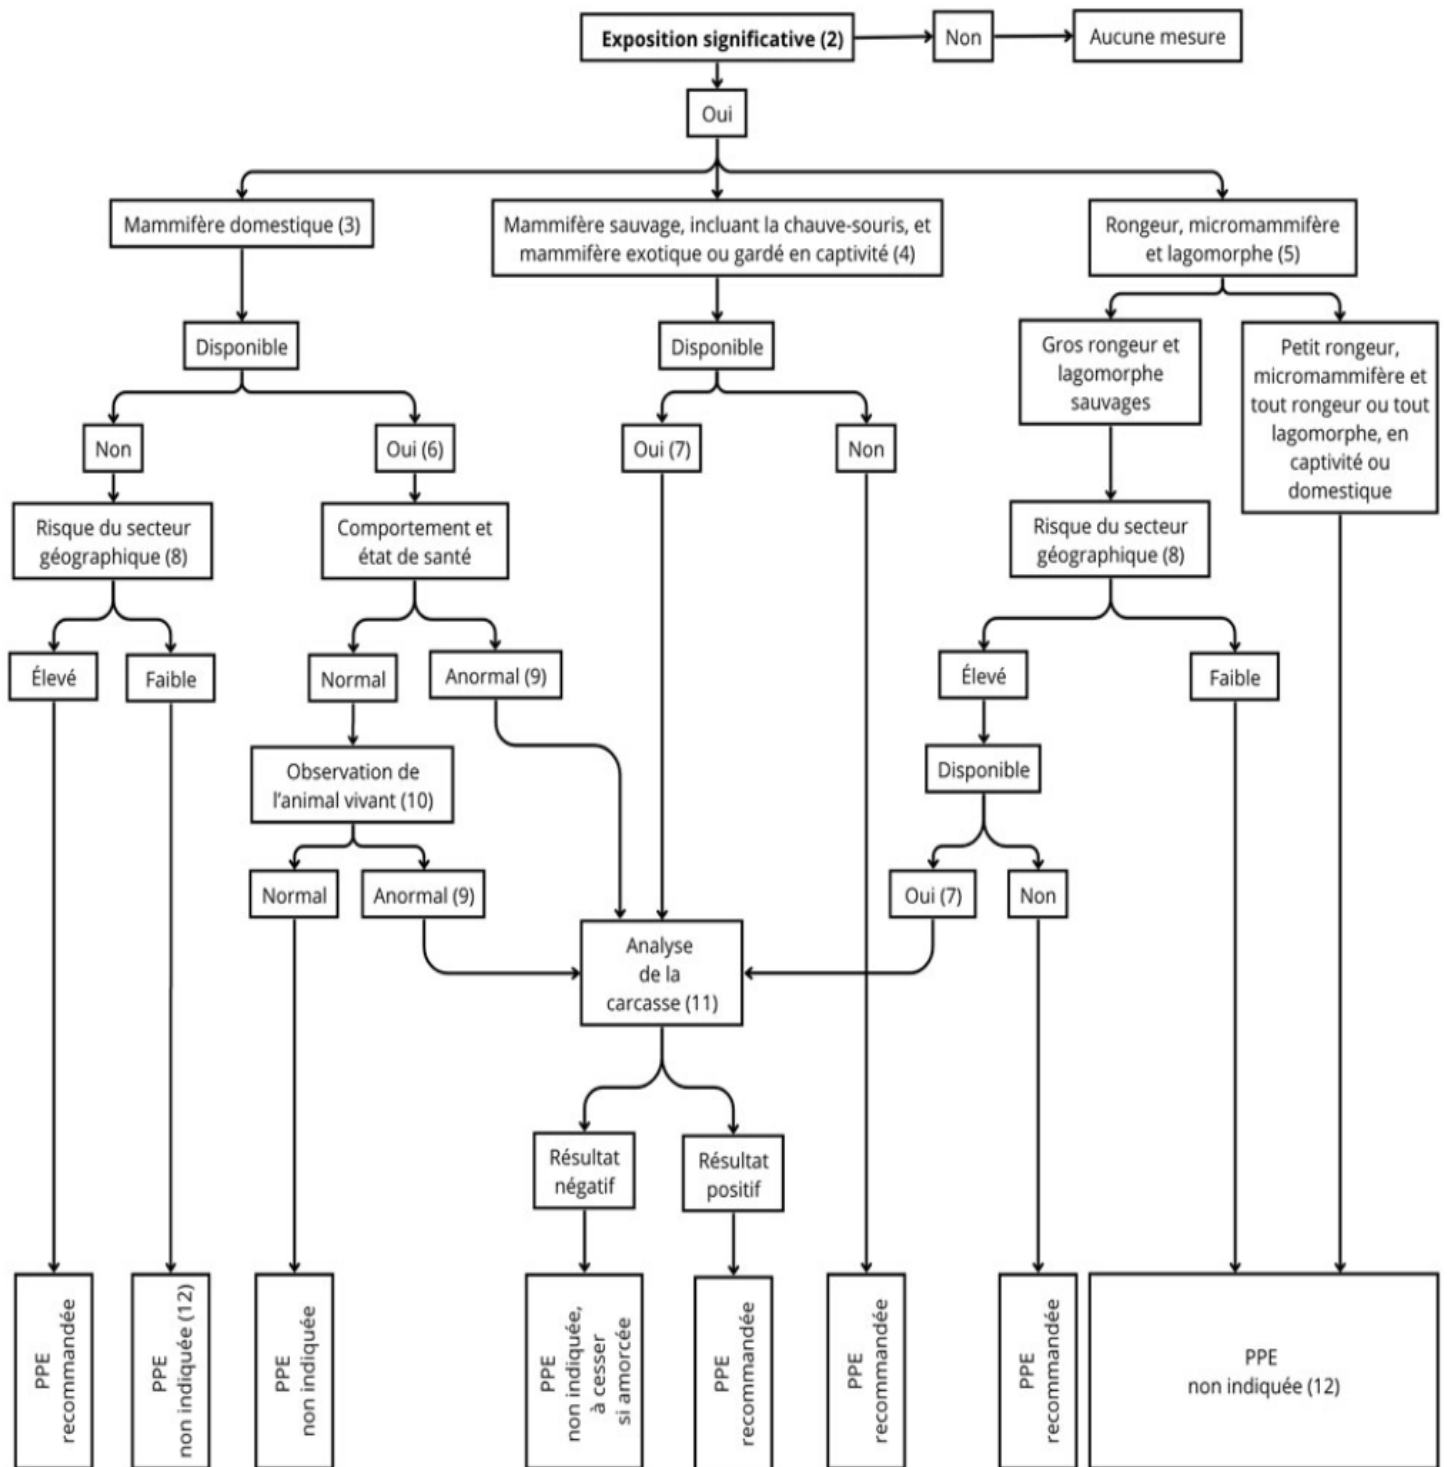 Exposition significative (2)
Non
Aucune mesure
Oui
Mammifère domestique (3)
Mammifère sauvage, incluant la chauve-souris, et
mammifère exotique ou gardé en captivité (4)
Rongeur, micromammifère
et lagomorphe (5)
Disponible
Disponible
Gros rongeur et
lagomorphe
sauvages
Petit rongeur,
micromammifère et
tout rongeur ou tout
lagomorphe, en
captivité ou
domestique
Non
Oui (6)
Oui (7)
Non
Risque du secteur
géographique (8)
Comportement et
état de santé
Risque du secteur
géographique (8)
Élevé
Faible
Normal
Anormal (9)
Élevé
Faible
Observation de
l'animal vivant (10)
Disponible
Normal
Anormal (9)
Oui (7)
Non
Analyse
de la
carcasse (11)
Résultat
négatif
Résultat
positif
PPE
recommandée
PPE
non indiquée (12)
PPE
non indiquée
PPE
non indiquée,
à cesser
si amorcée
PPE
recommandée
PPE
recommandée
PPE
recommandée
PPE
non indiquée (12)